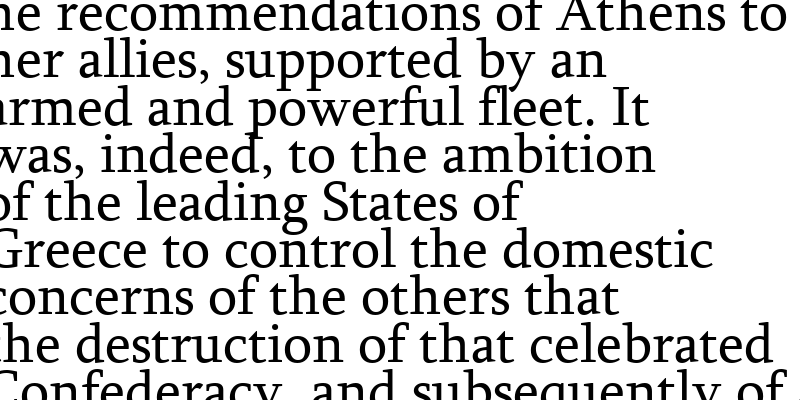 he recommendations of Athens to
her allies, supported by an
armed and powerful fleet. It
was, indeed, to the ambition
of the leading States of
Greece to control the domestic
concerns of the others that
the destruction of that celebrated
Confederacy, and subsequently of